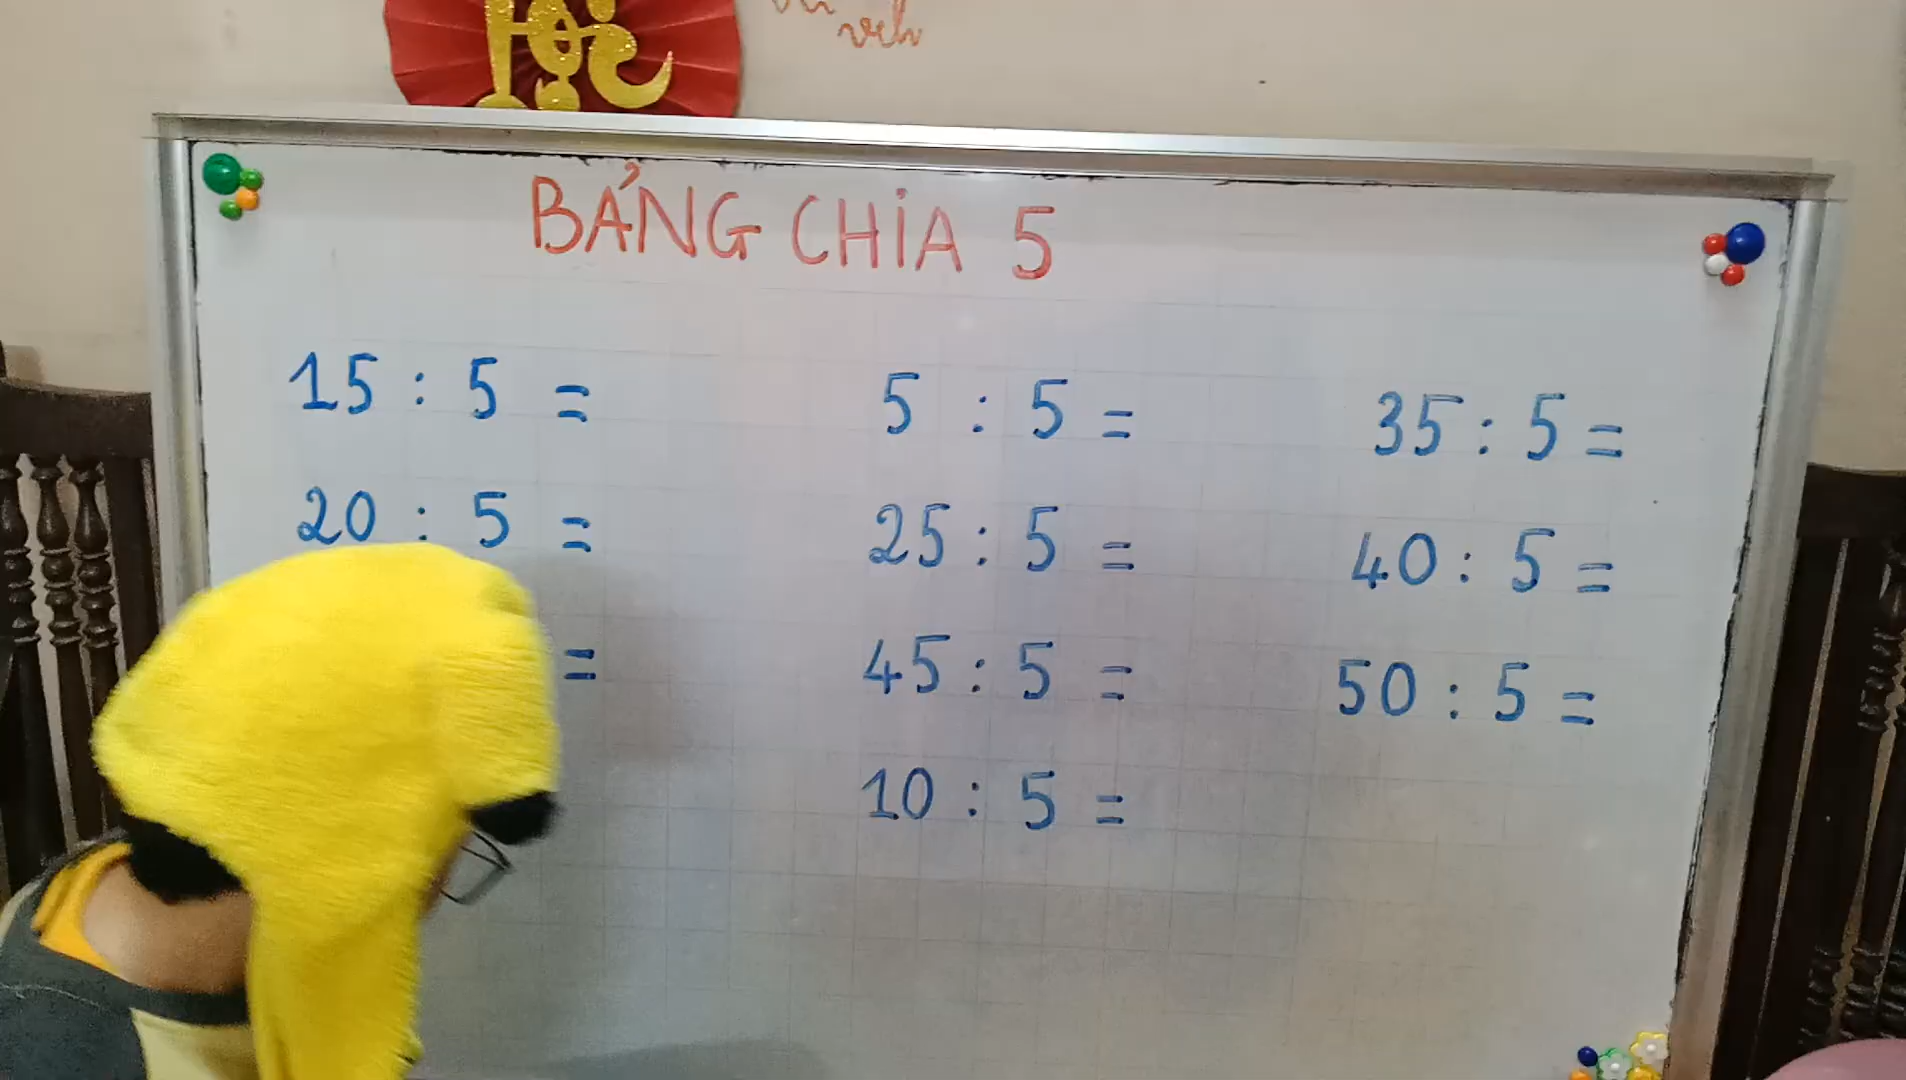 veh
BẢNG CHIA 5
15 : 5 =
20 : 5 =
=
5 : 5 =
25 : 5 =
45 : 5 =
10 : 5 =
35 : 5 =
40 : 5 =
50 : 5 =